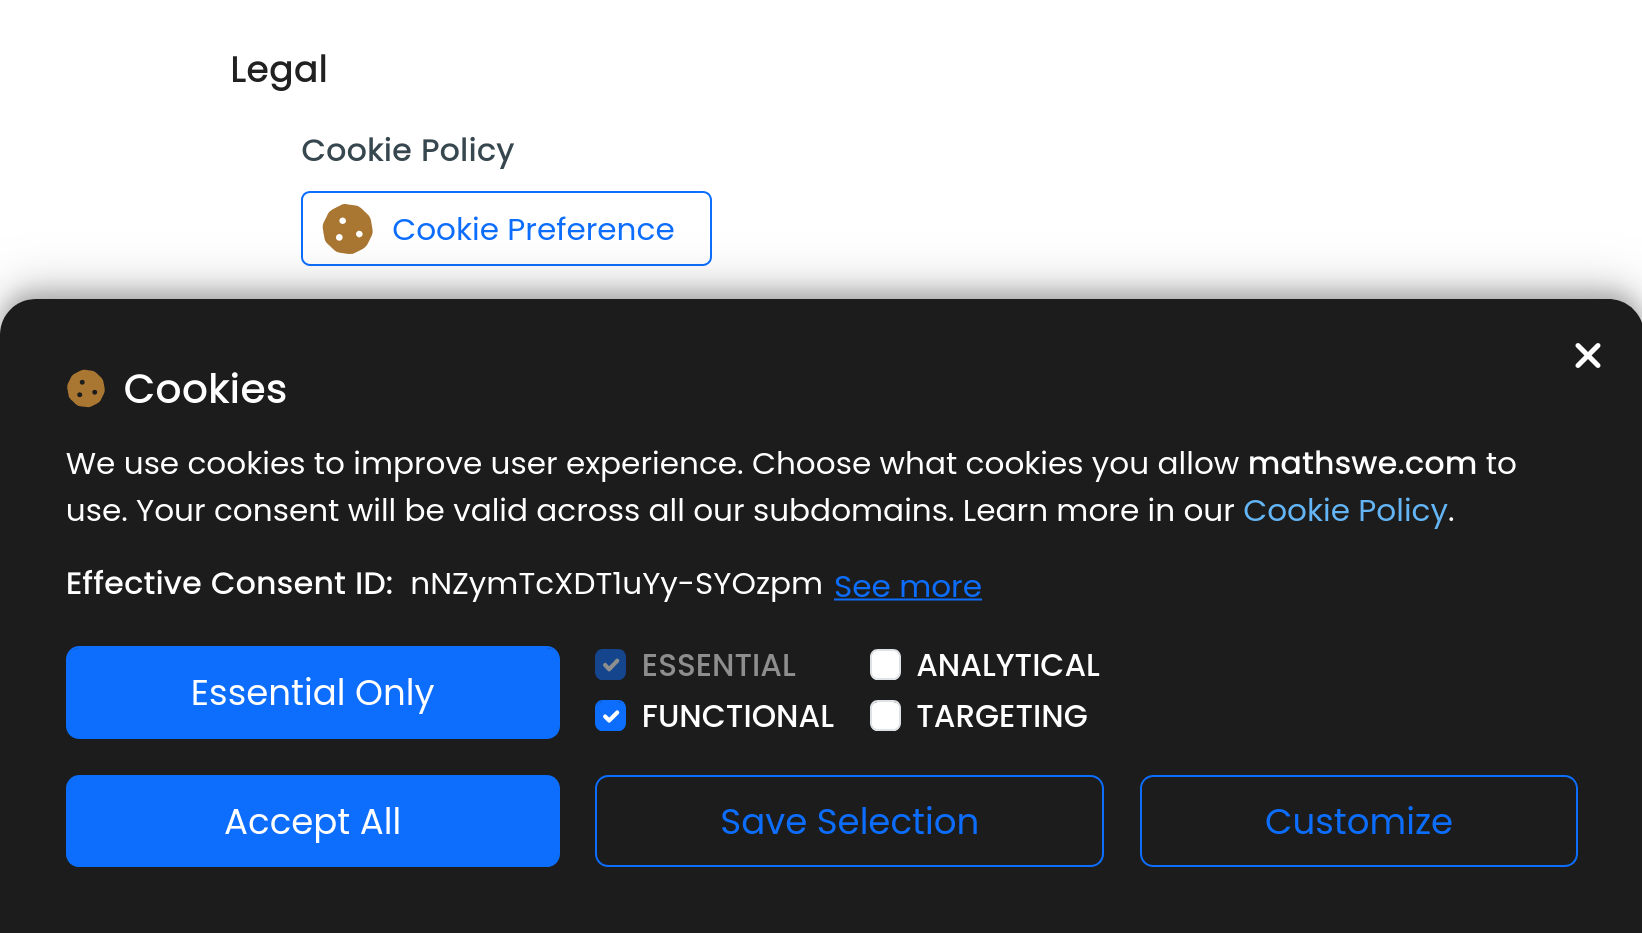 Legal
Cookie Policy
Cookie Preference
Cookies
We use cookies to improve user experience. Choose what cookies you allow mathswe.com to
use. Your consent will be valid across all our subdomains. Learn more in our Cookie Policy.
Effective Consent ID: nNZymTcXDT1uYy-SYOzpm See more
Essential Only
ESSENTIAL
ANALYTICAL
FUNCTIONAL
TARGETING
Accept All
Save Selection
Customize